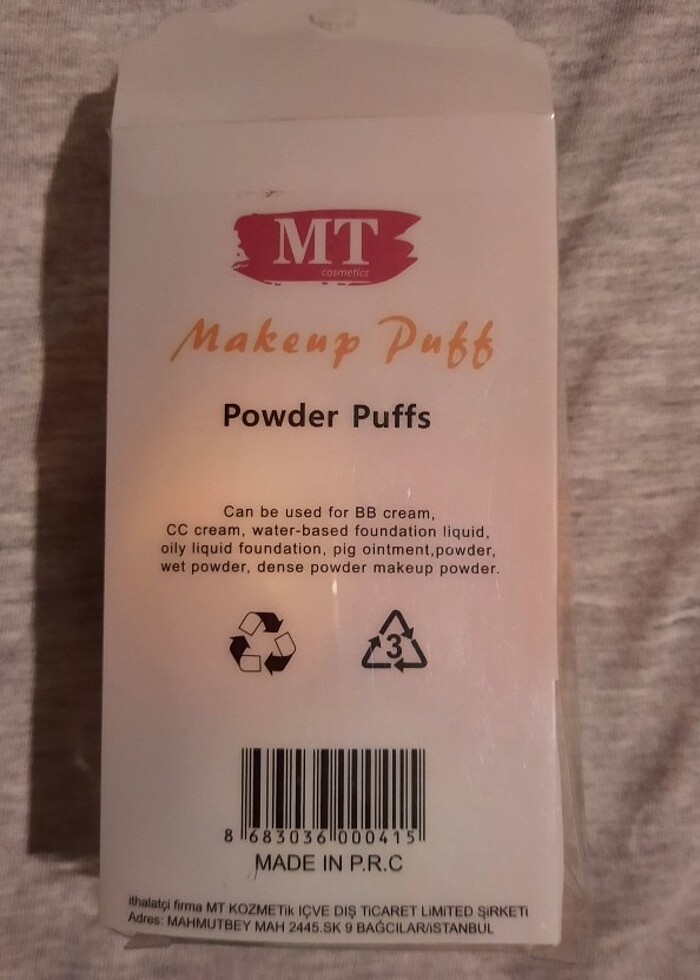 MT
cosmetics
Makeup Puff
Powder Puffs
Can be used for BB cream,
CC cream, water-based foundation liquid,
oily liquid foundation, pig ointment,powder,
wet powder, dense powder makeup powder.
3
8 683036 000415
MADE IN P.R.C
ithalatçi firma MT KOZMETiK IÇVE DIŞ TiCARET LiMiTED ŞiRKETi
Adres: MAHMUTBEY MAH 2445.SK 9 BAĞCILAR/iSTANBUL